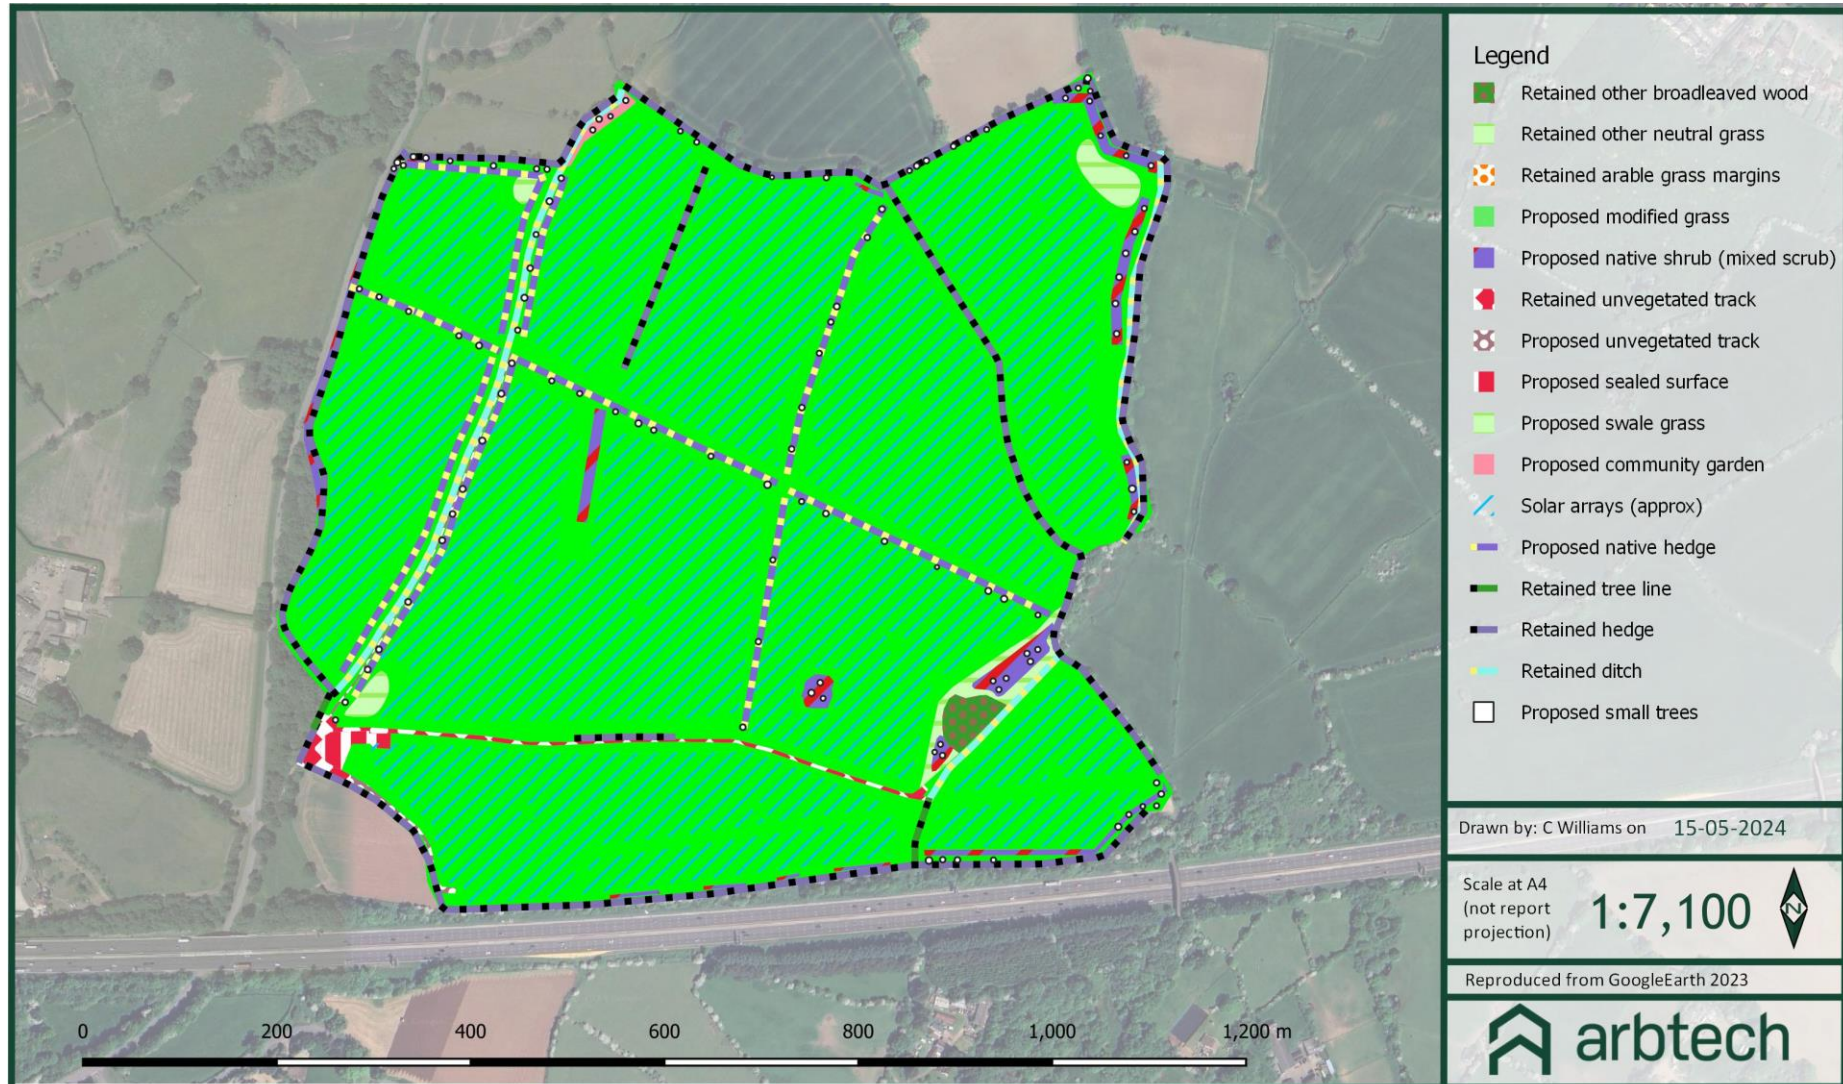 Legend
Retained other broadleaved wood
Retained other neutral grass
Retained arable grass margins
Proposed modified grass
Proposed native shrub (mixed scrub)
Retained unvegetated track
Proposed unvegetated track
Proposed sealed surface
Proposed swale grass
Proposed community garden
Solar arrays (approx)
Proposed native hedge
Retained tree line
Retained hedge
Retained ditch
Proposed small trees
Drawn by: C Williams on 15-05-2024
Scale at A4
(not report
projection)
1:7,100
N
Reproduced from GoogleEarth 2023
arbtech
0 200 400 600 800 1,000 1,200 m